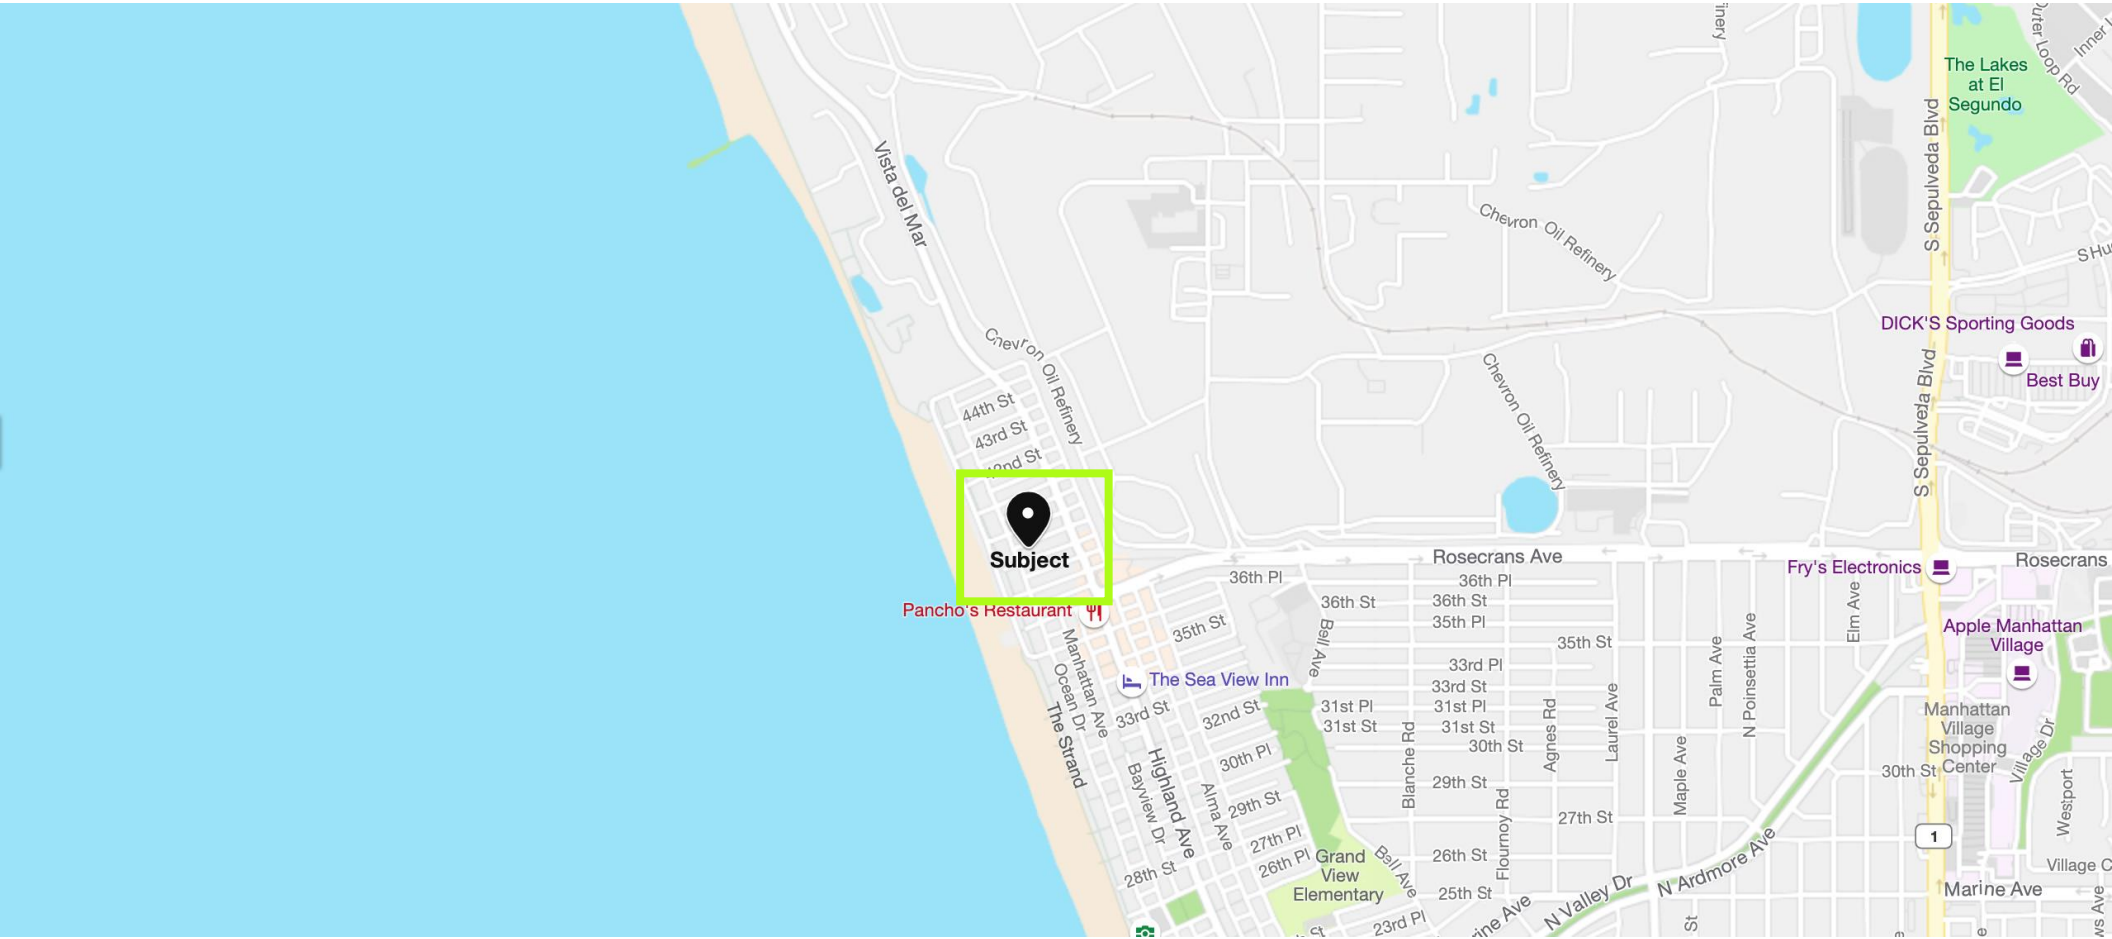 The Lakes
at El
Segundo
S Sepulveda Blvd
Vista del Mar
Chevron Oil Refinery
DICK'S Sporting Goods
Best Buy
Chevron Oil Refinery
Chevron Oil Refinery
S Sepulveda Blvd
44th St
43rd St
Subject
Rosecrans Ave
Rosecrans
Fry's Electronics
36th Pl
36th Pl
36th St
36th St
35th Pl
Pancho's Restaurant
35th St
35th St
Bell Ave
Elm Ave
Apple Manhattan
Village
Manhattan Ave
Ocean Dr
The Strand
The Sea View Inn
33rd Pl
33rd St
33rd St
32nd St
31st Pl
31st Pl
31st St
31st St
30th St
Palm Ave
N Poinsettia Ave
Laurel Ave
Agnes Rd
Blanche Rd
Maple Ave
Manhattan
Village
Shopping
Center
Village Dr
30th St
Westport
Highland Ave
Bayview Dr
Alma Ave
30th Pl
29th St
29th St
Flournoy Rd
27th St
27th Pl
26th Pl
26th St
28th St
Grand
View
Elementary
Bell Ave
25th St
23rd Pl
N Valley Dr
N Ardmore Ave
1
Village C
Marine Ave
St